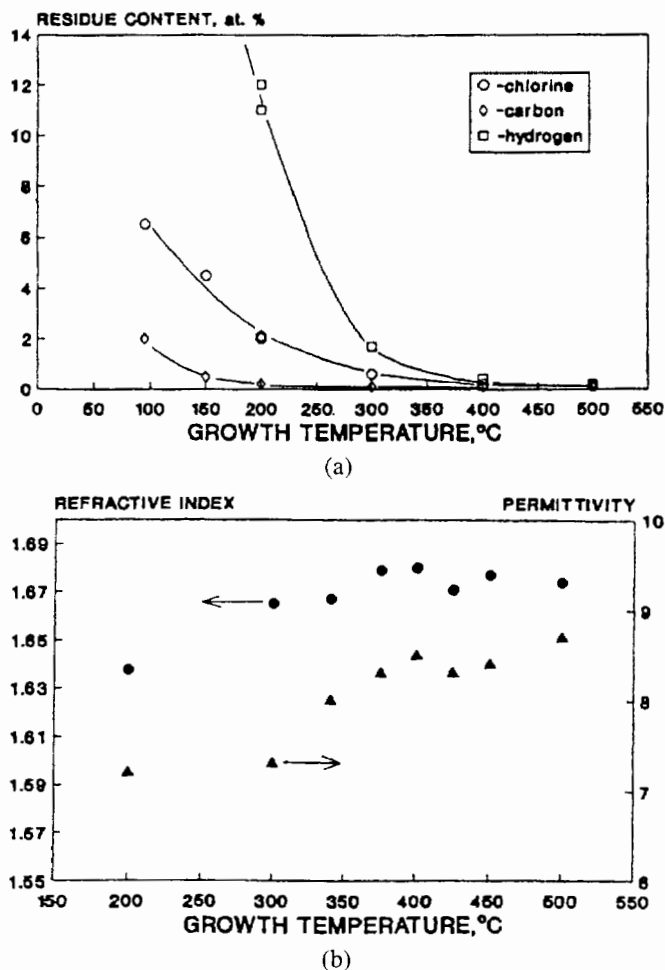 RESIDUE CONTENT, at. %
14
12
10
8
6
4
2
0
○ -chlorine
◇ -carbon
□ -hydrogen
0 50 100 150 200 250 300 350 400 450 500 550
GROWTH TEMPERATURE,ºC
(a)
REFRACTIVE INDEX PERMITTIVITY
1.69
1.67
1.65
1.63
1.61
1.59
1.57
1.55
10
9
8
7
6
150 200 250 300 350 400 450 500 550
GROWTH TEMPERATURE,ºC
(b)